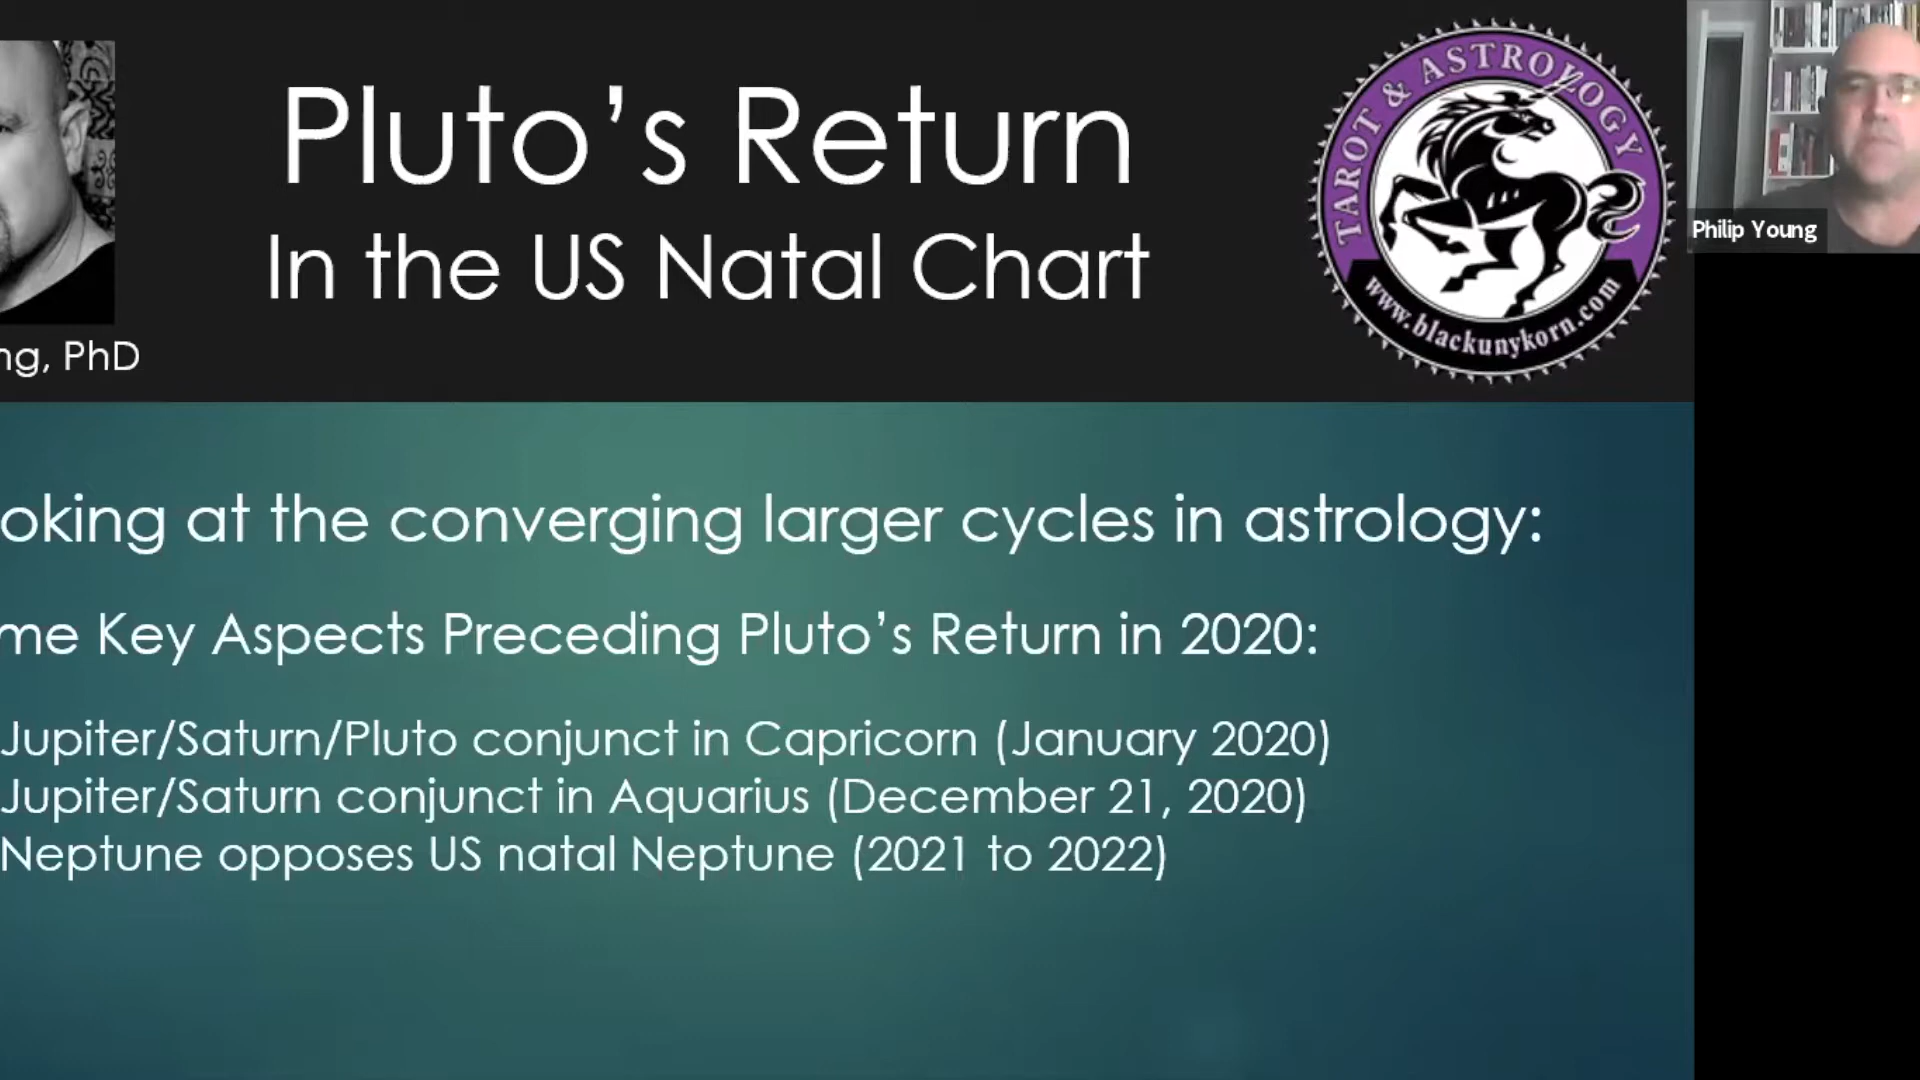 Pluto's Return
In the US Natal Chart
TAROT & ASTROLOGY
www.blackunykorn.com
Philip Young
ng, PhD
oking at the converging larger cycles in astrology:
me Key Aspects Preceding Pluto's Return in 2020:
Jupiter/Saturn/Pluto conjunct in Capricorn (January 2020)
Jupiter/Saturn conjunct in Aquarius (December 21, 2020)
Neptune opposes US natal Neptune (2021 to 2022)